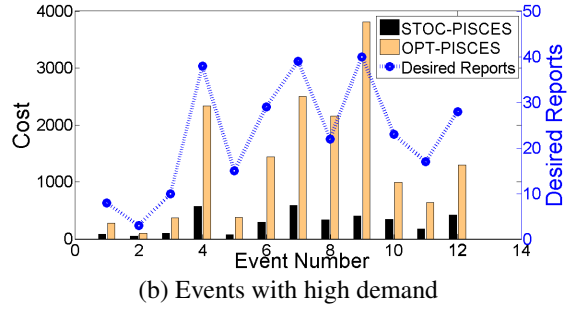 4000
3000
2000
1000
0
Cost
STOC-PISCES
OPT-PISCES
Desired Reports
50
40
30
20
10
0
Desired Reports
0 2 4 6 8 10 12 14
Event Number
(b) Events with high demand